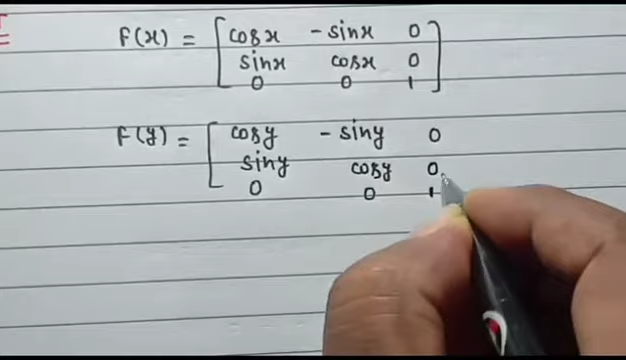 F(x) = [ cosx -sinx 0 ]
sinx cosx 0
0 0 1
F(y) = [ cosy -siny 0
siny cosy 0
0 0 1